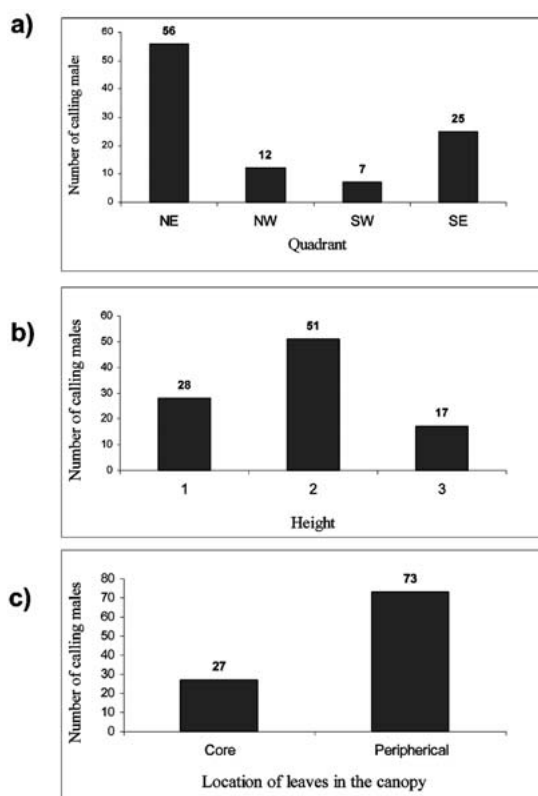 a)
Number of calling males
60
50
40
30
20
10
0
56
12
7
25
NE NW SW SE
Quadrant
b)
Number of calling males
60
50
40
30
20
10
0
28
51
17
1 2 3
Height
c)
Number of calling males
80
70
60
50
40
30
20
10
0
27
73
Core Peripherical
Location of leaves in the canopy